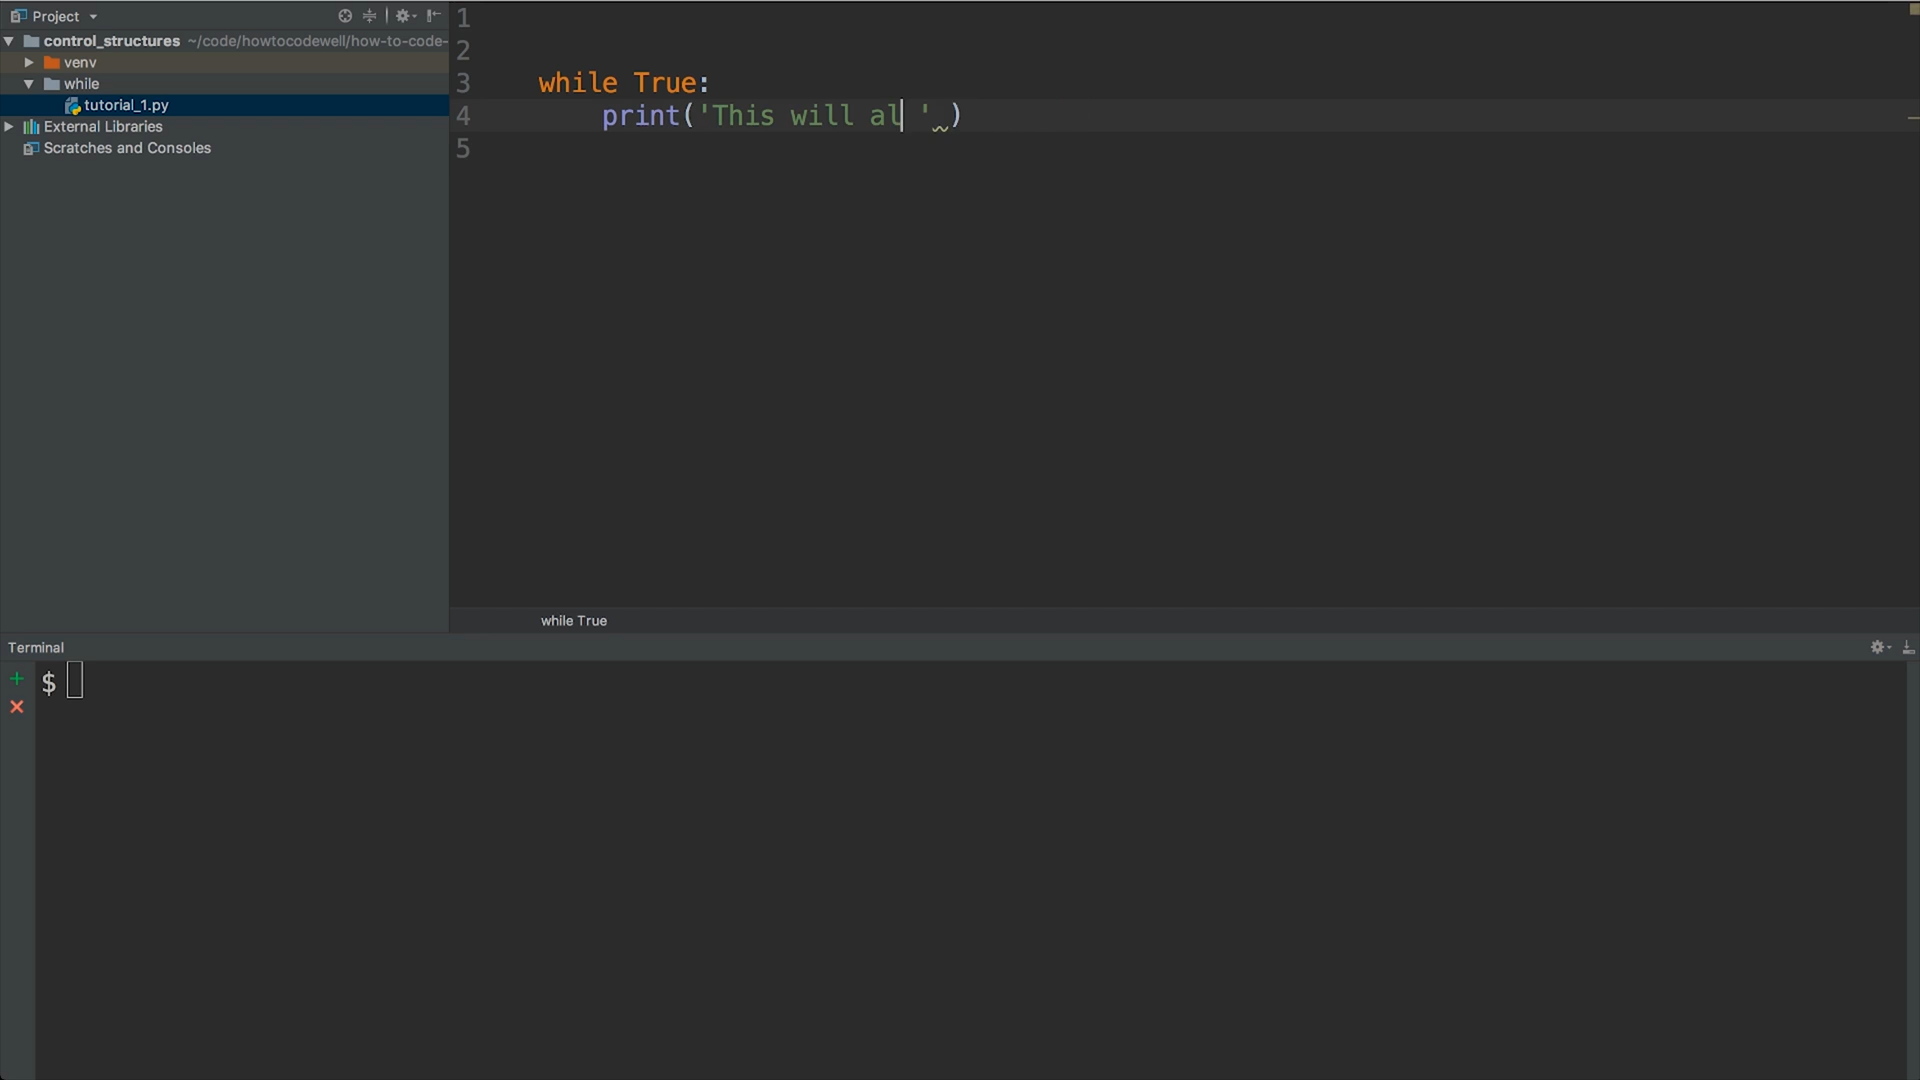 Project
control_structures ~/code/howtocodewell/how-to-code-
venv
while
tutorial_1.py
External Libraries
Scratches and Consoles
1
2
3 while True:
4 print('This will al ' )
5
while True
Terminal
$